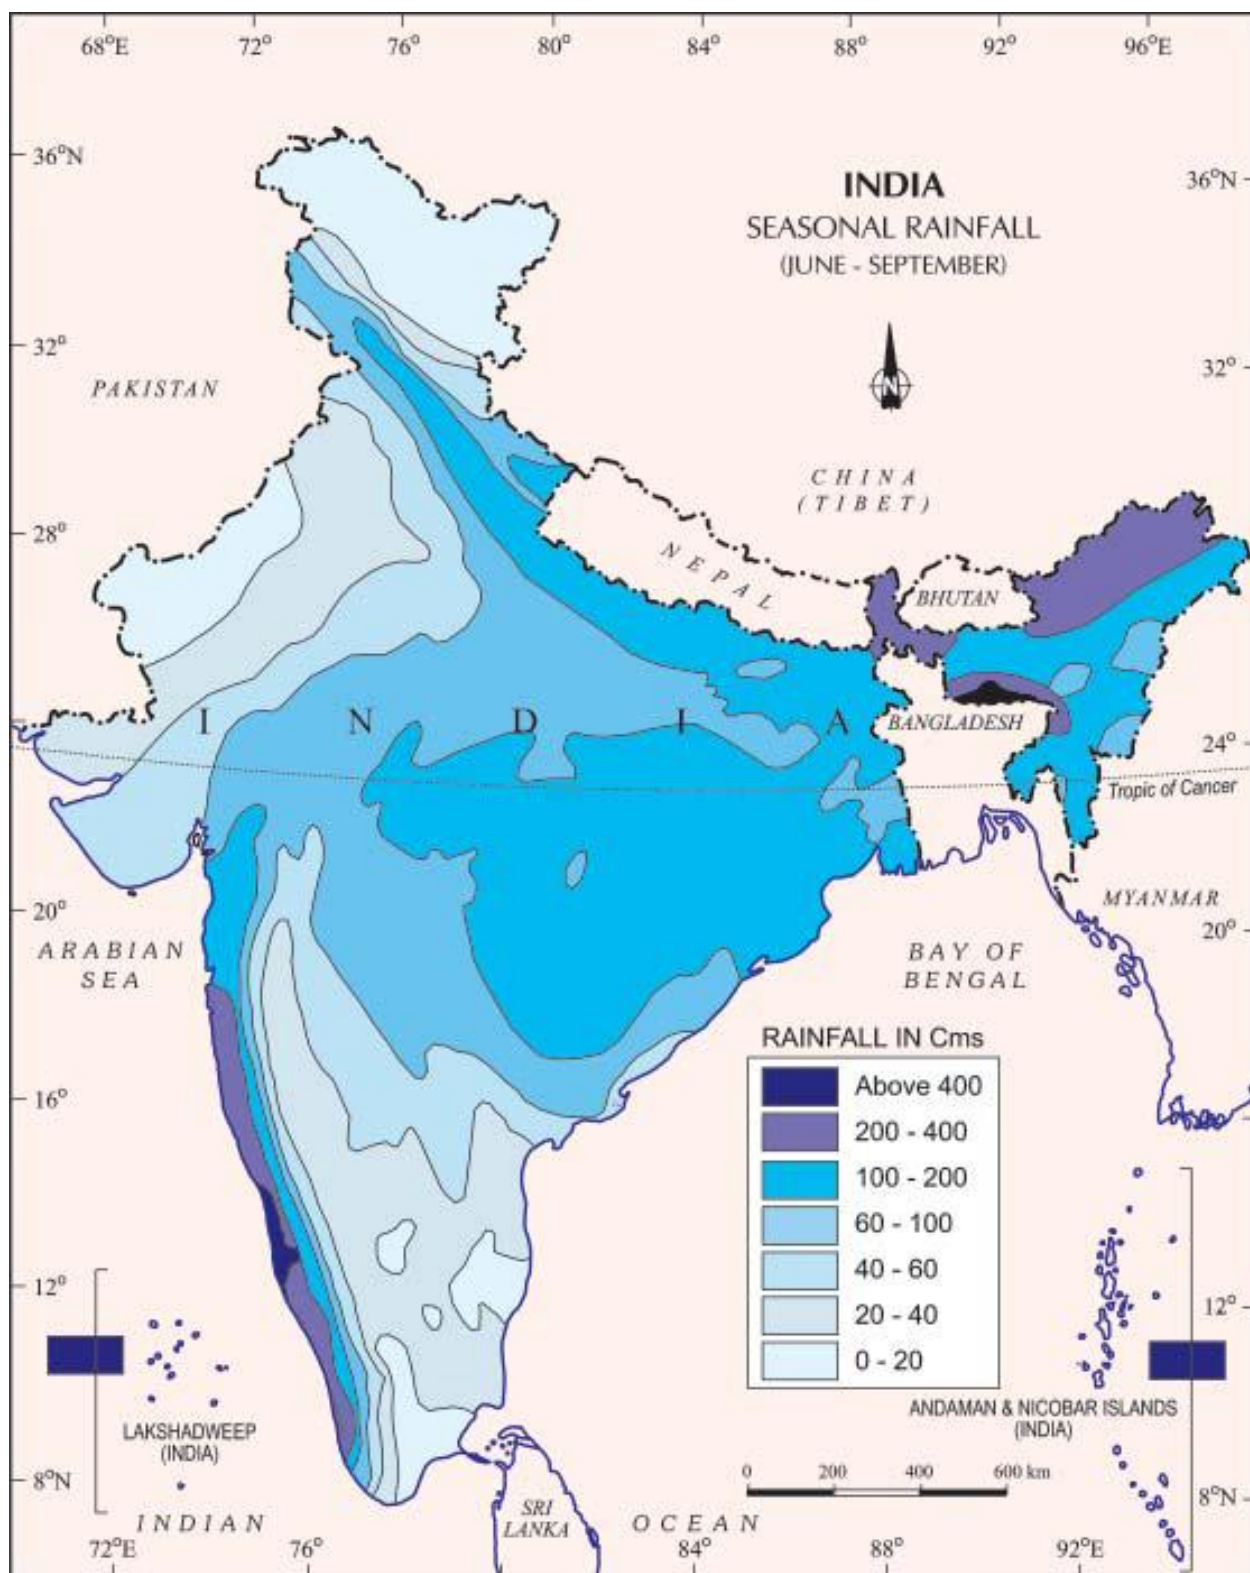 68°E 72° 76° 80° 84° 88° 92° 96°E
36°N
INDIA
SEASONAL RAINFALL
(JUNE - SEPTEMBER)
36°N
32°
32°
PAKISTAN
N
CHINA
(TIBET)
28°
NEPAL
BHUTAN
I N D I A
BANGLADESH
24°
Tropic of Cancer
20°
MYANMAR
20°
ARABIAN
SEA
BAY OF
BENGAL
RAINFALL IN Cms
Above 400
200 - 400
100 - 200
60 - 100
40 - 60
20 - 40
0 - 20
16°
12°
12°
LAKSHADWEEP
(INDIA)
ANDAMAN & NICOBAR ISLANDS
(INDIA)
8°N
0 200 400 600 km
8°N
INDIAN
SRI
LANKA
OCEAN
72°E 76° 84° 88° 92°E